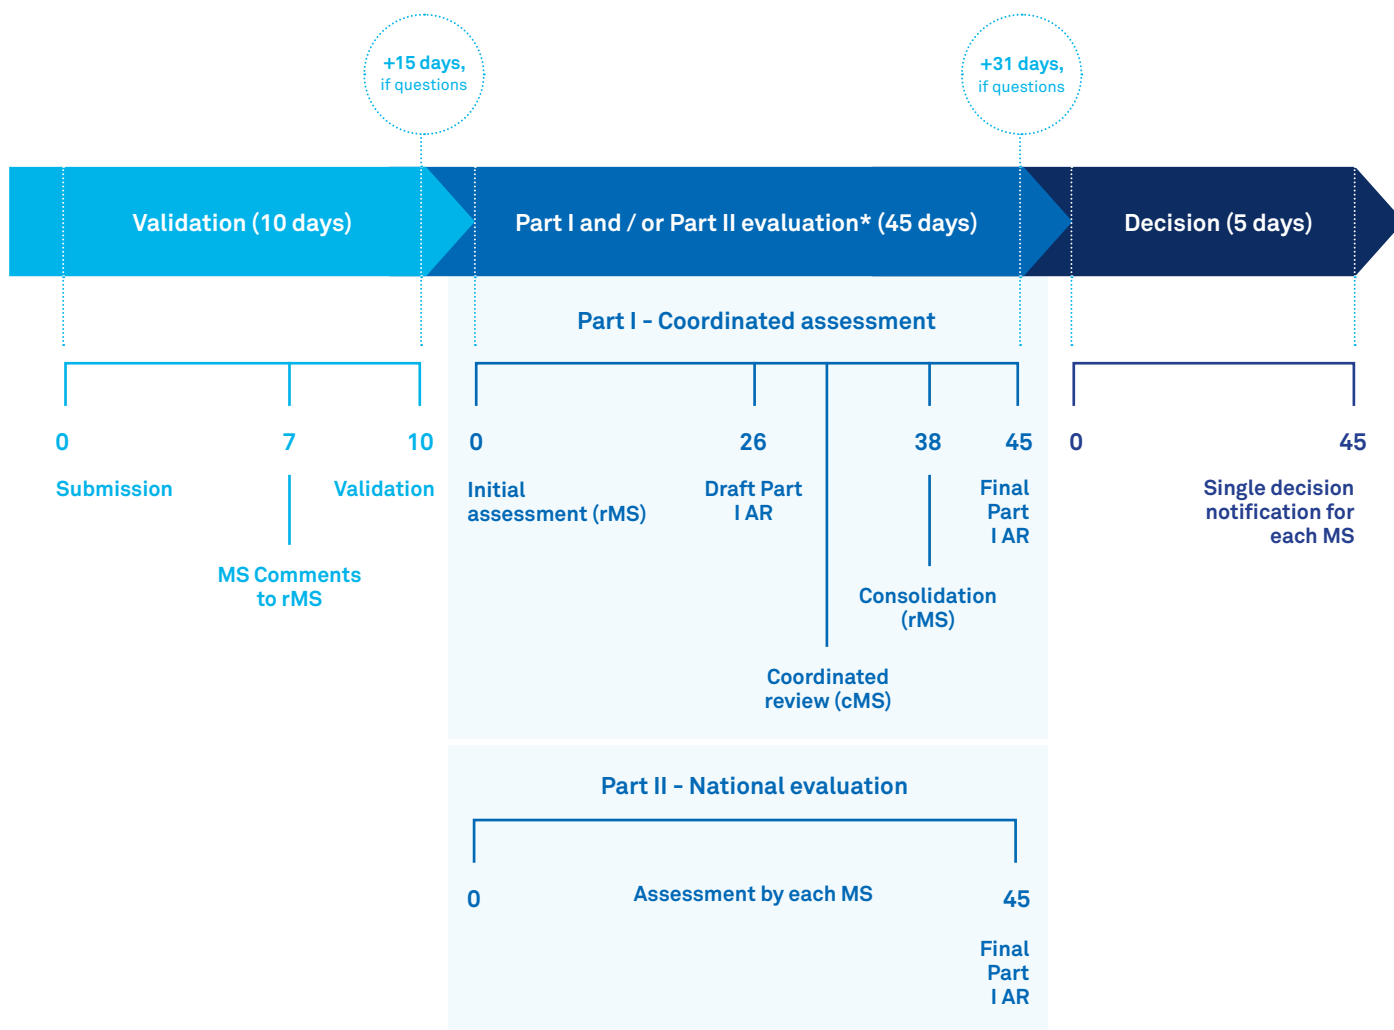 +15 days,
if questions
+31 days,
if questions
Validation (10 days)
Part I and / or Part II evaluation* (45 days)
Decision (5 days)
Part I - Coordinated assessment
0
7
10
0
26
38
45
0
45
Submission
Validation
MS Comments
to rMS
Initial
assessment (rMS)
Draft Part
I AR
Final
Part
I AR
Consolidation
(rMS)
Coordinated
review (cMS)
Single decision
notification for
each MS
Part II - National evaluation
0
Assessment by each MS
45
Final
Part
I AR